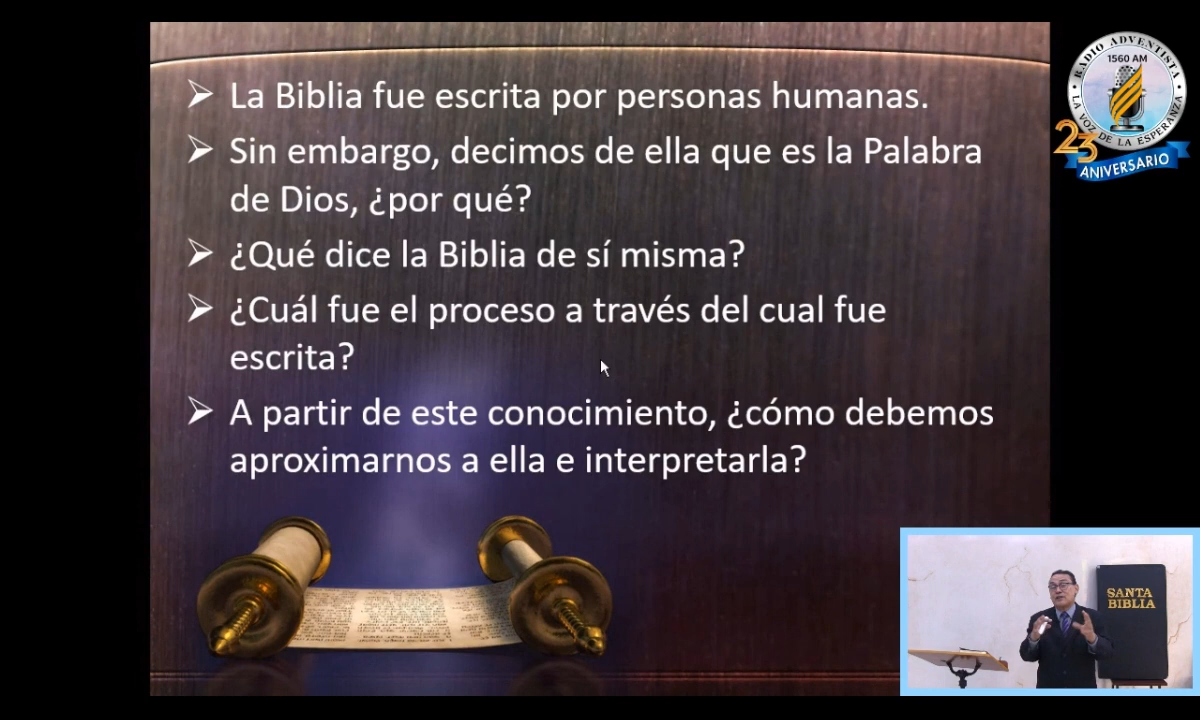 ➢ La Biblia fue escrita por personas humanas.
➢ Sin embargo, decimos de ella que es la Palabra
de Dios, ¿por qué?
➢ ¿Qué dice la Biblia de sí misma?
➢ ¿Cuál fue el proceso a través del cual fue
escrita?
➢ A partir de este conocimiento, ¿cómo debemos
aproximarnos a ella e interpretarla?
RADIO ADVENTISTA
1560 AM
LA VOZ DE LA ESPERANZA
23
ANIVERSARIO
SANTA
BIBLIA